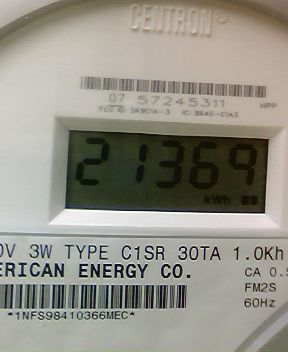 CENTRON®
07 57245311
HPP
21369
kWh
0V 3W TYPE C1SR 30TA 1.0Kh
ERICAN ENERGY CO.
CA 0.5
FM2S
60Hz
*1NFS98410366MEC*